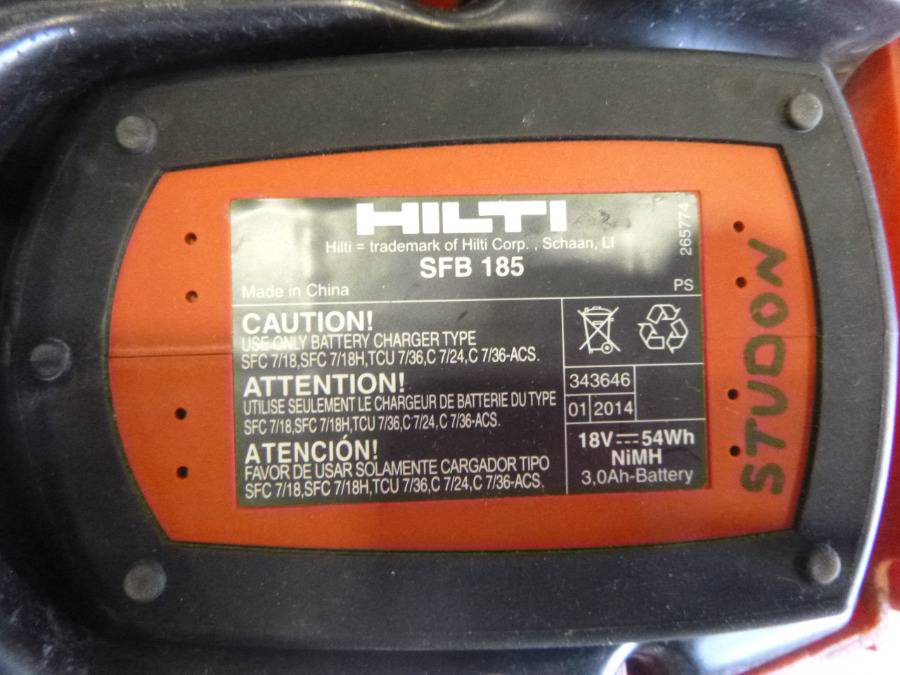 HILTI
Hilti = trademark of Hilti Corp. , Schaan, LI
SFB 185
265774
Made in China
PS
CAUTION!
USE ONLY BATTERY CHARGER TYPE
SFC 7/18,SFC 7/18H,TCU 7/36,C 7/24,C 7/36-ACS.
ATTENTION!
UTILISE SEULEMENT LE CHARGEUR DE BATTERIE DU TYPE
SFC 7/18,SFC 7/18H,TCU 7/36,C 7/24,C 7/36-ACS.
ATENCIÓN!
FAVOR DE USAR SOLAMENTE CARGADOR TIPO
SFC 7/18,SFC 7/18H,TCU 7/36,C 7/24,C 7/36-ACS.
343646
01 2014
18V⎓54Wh
NiMH
3,0Ah-Battery
STUDON